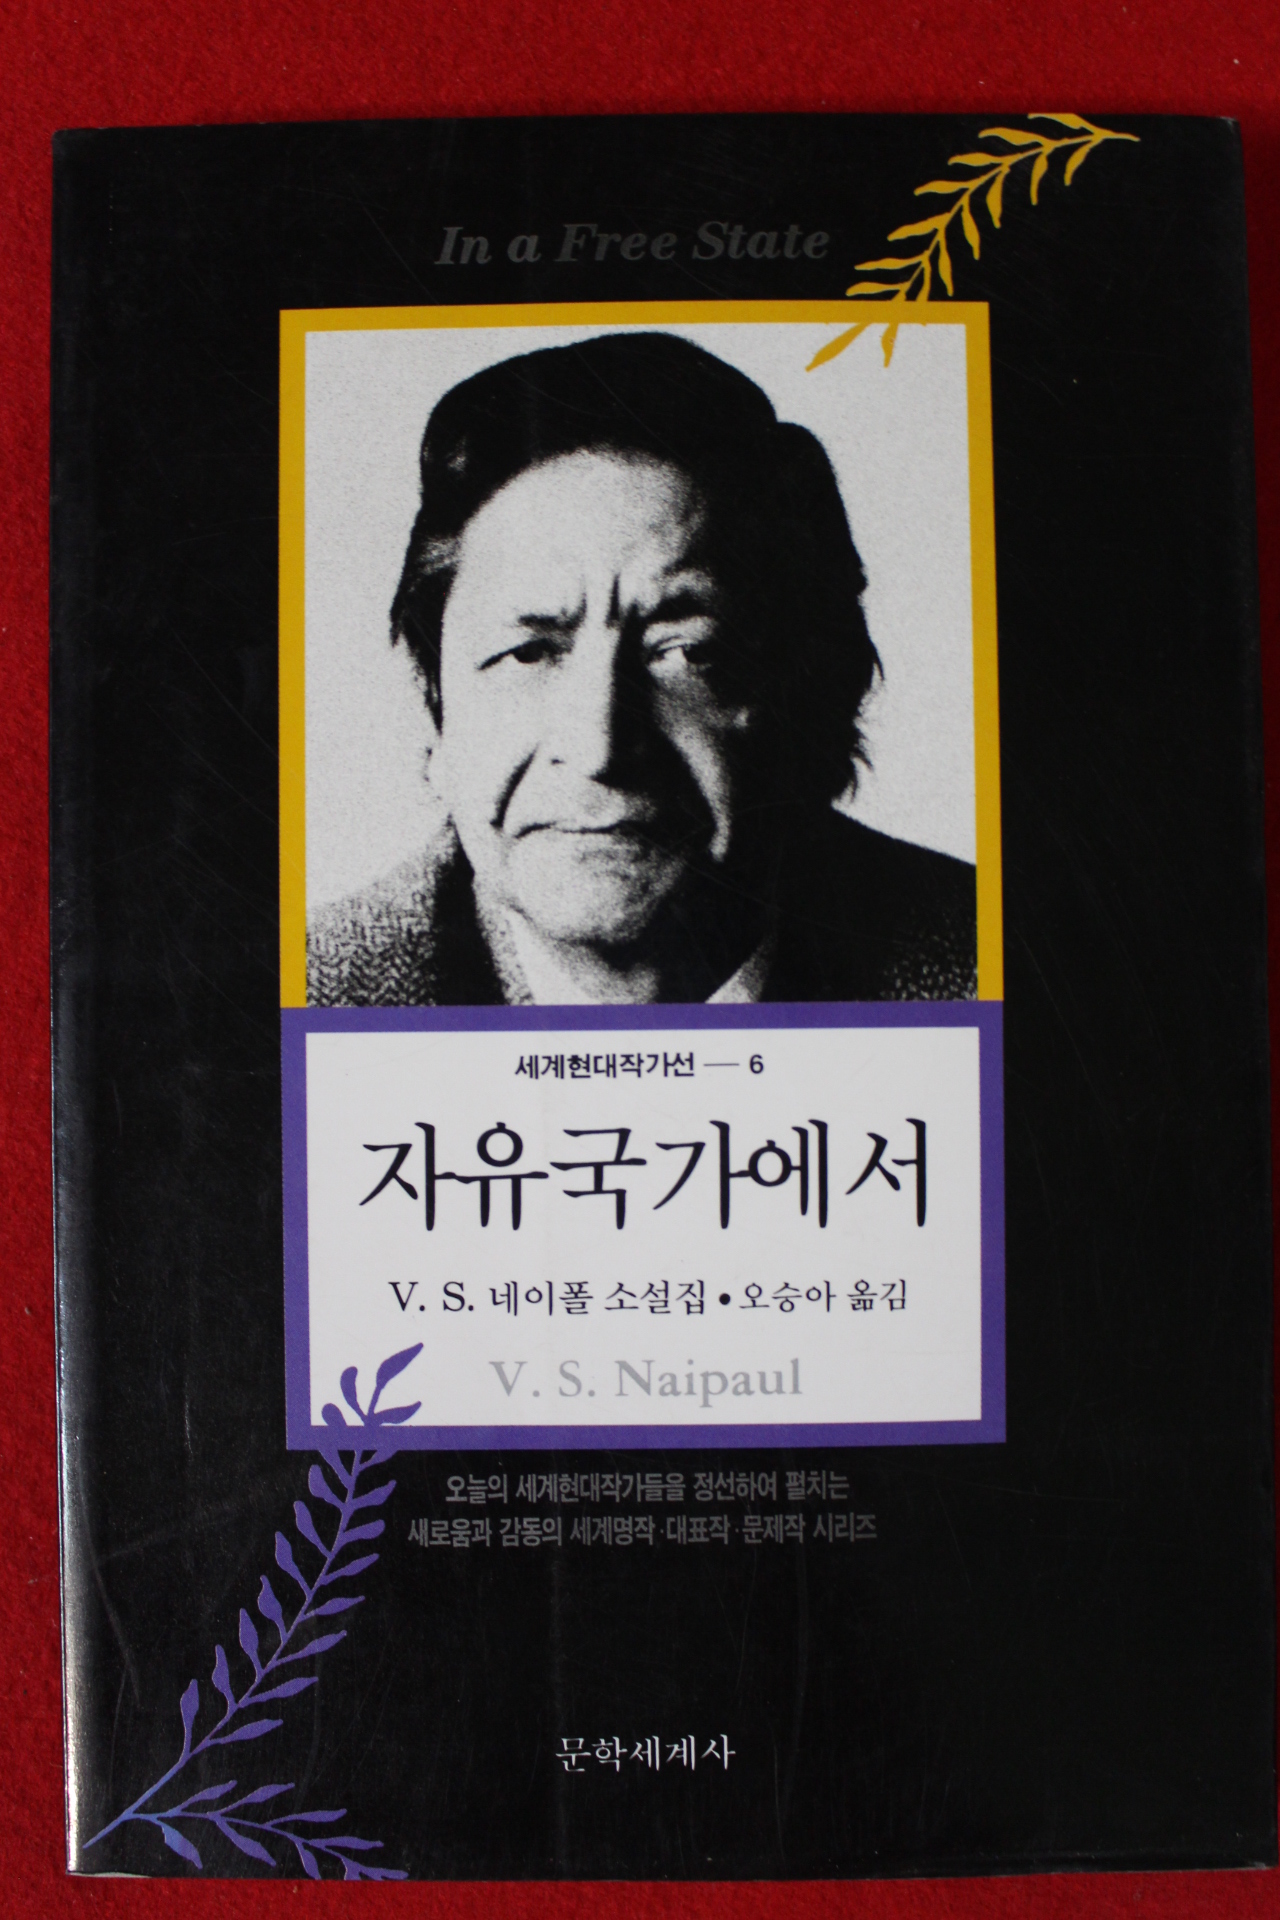 In a Free State
세계현대작가선 — 6
자유국가에서
V. S. 네이폴 소설집 • 오승아 옮김
V. S. Naipaul
오늘의 세계현대작가들을 정선하여 펼치는
새로움과 감동의 세계명작·대표작·문제작 시리즈
문학세계사